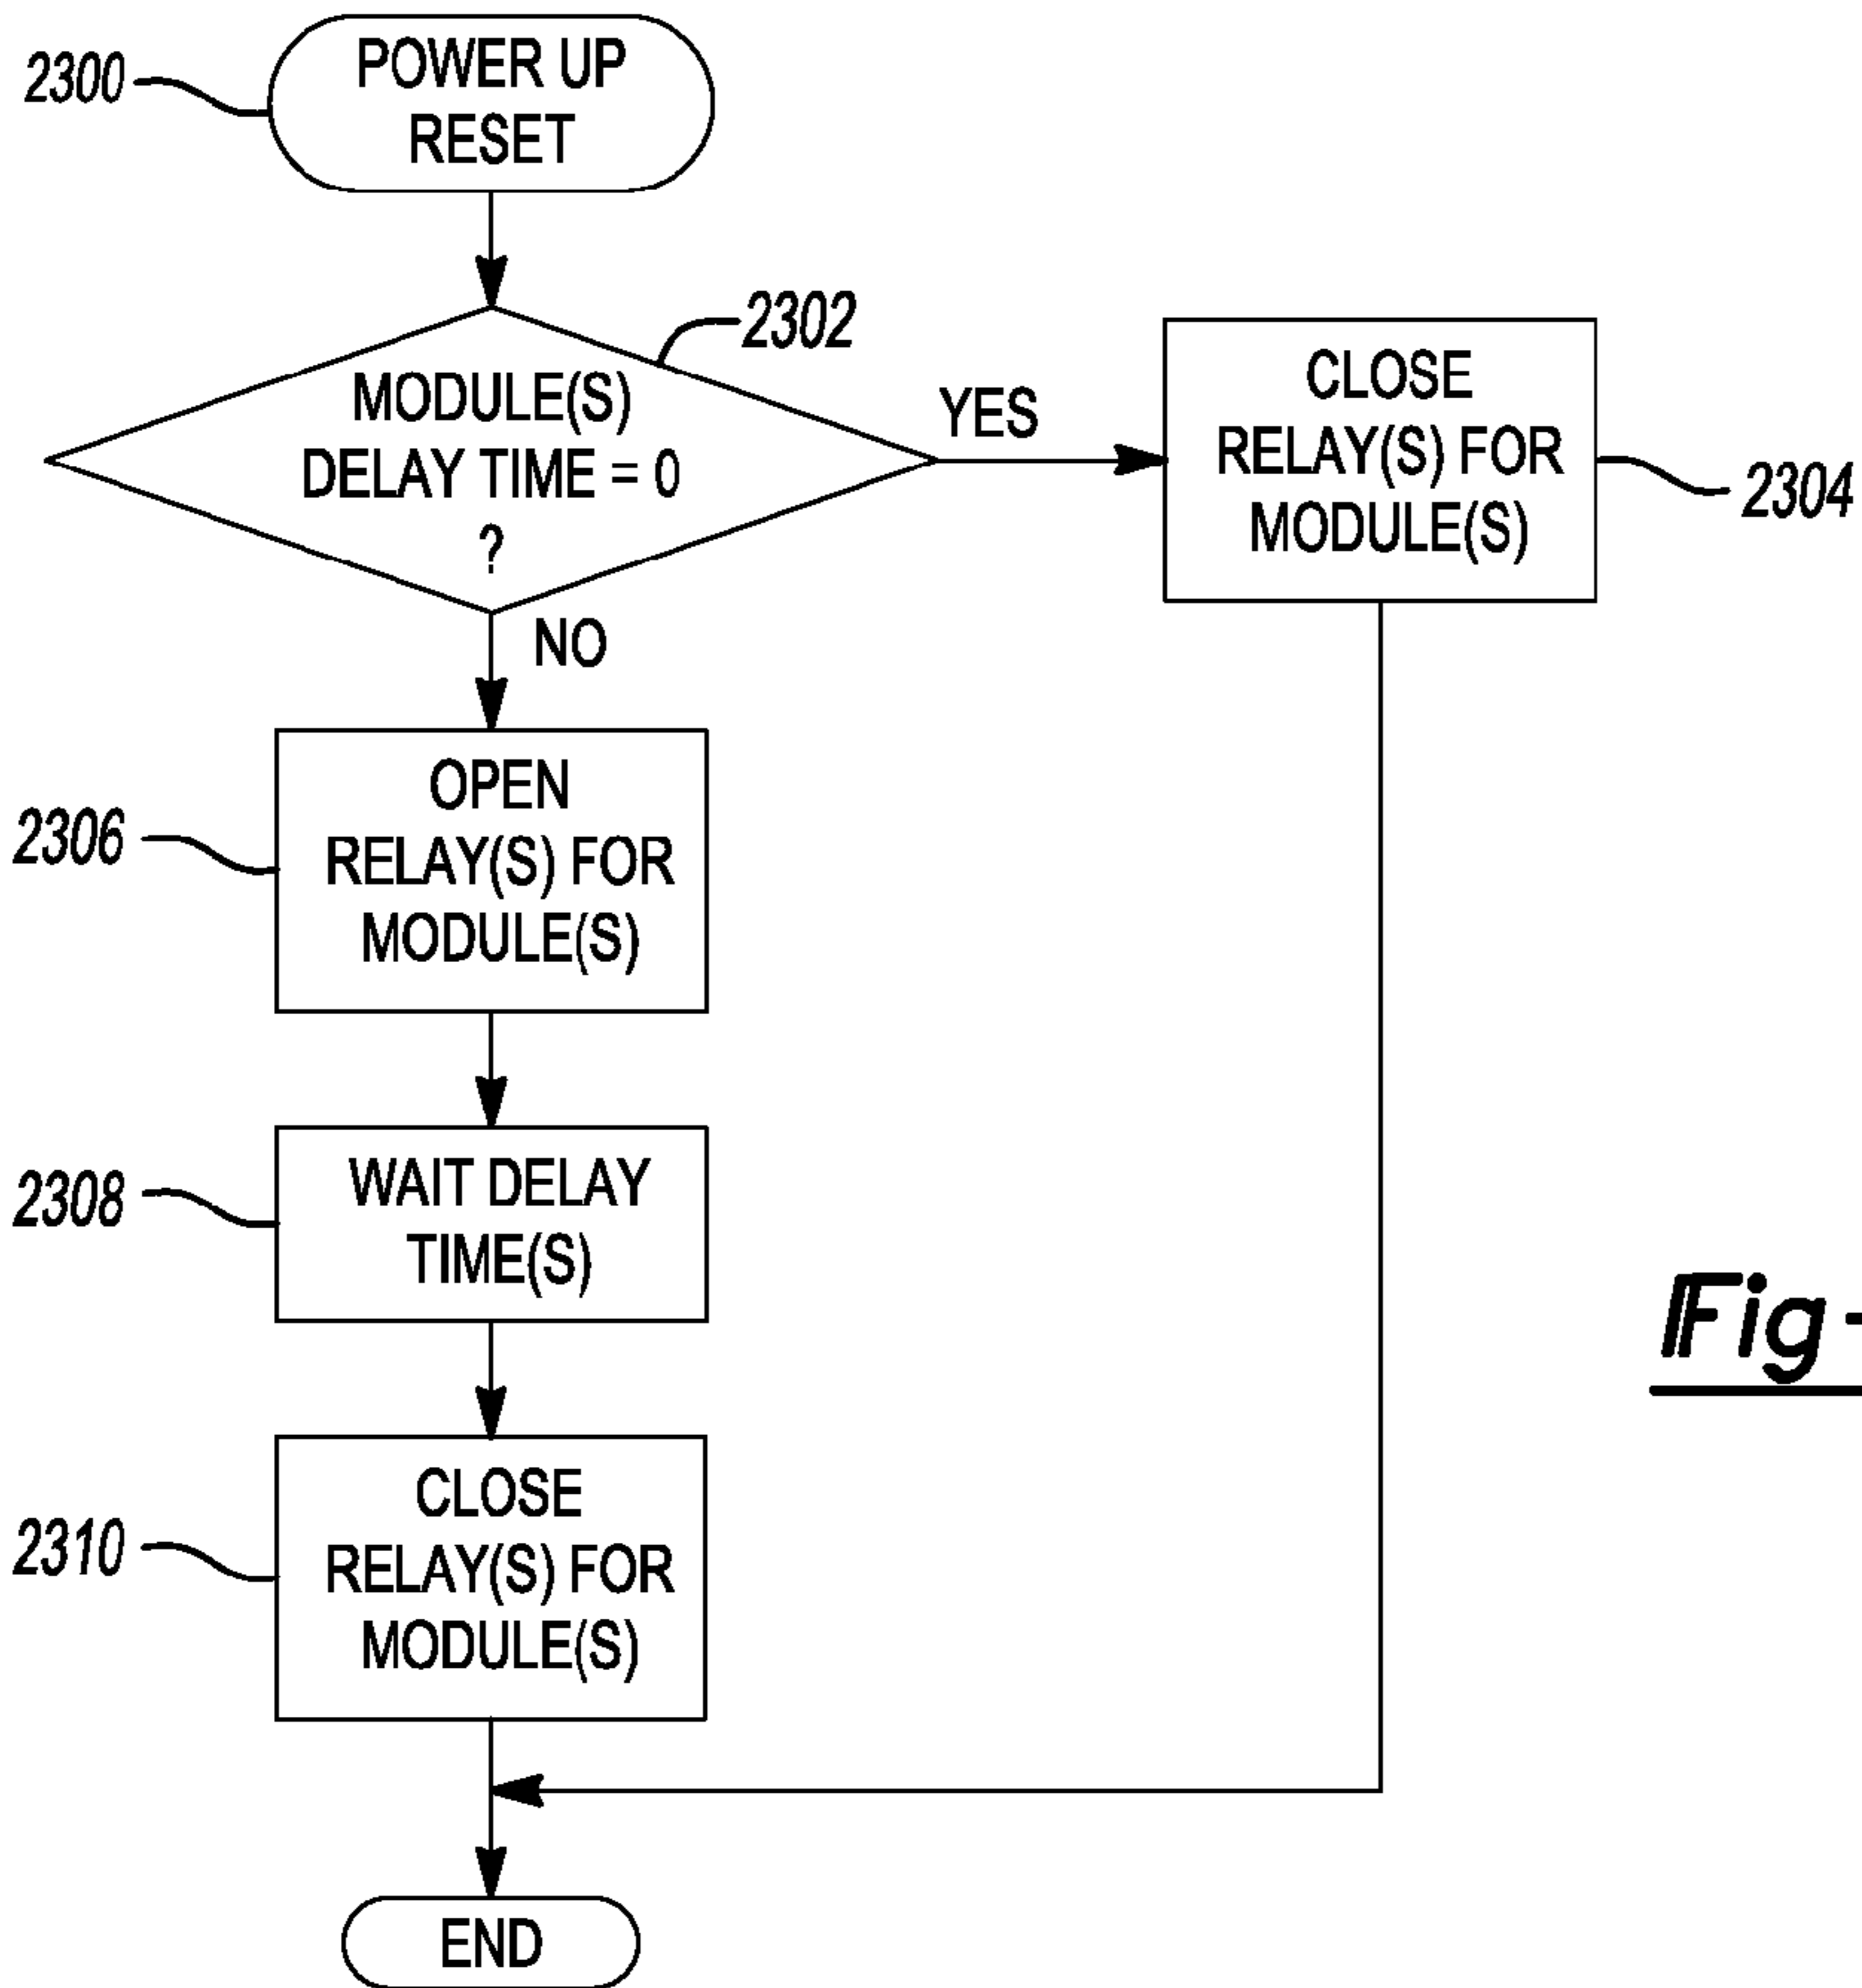 2300
POWER UP
RESET
2302
MODULE(S)
DELAY TIME = 0
?
YES
CLOSE
RELAY(S) FOR
MODULE(S)
2304
NO
2306
OPEN
RELAY(S) FOR
MODULE(S)
2308
WAIT DELAY
TIME(S)
Fig-
2310
CLOSE
RELAY(S) FOR
MODULE(S)
END